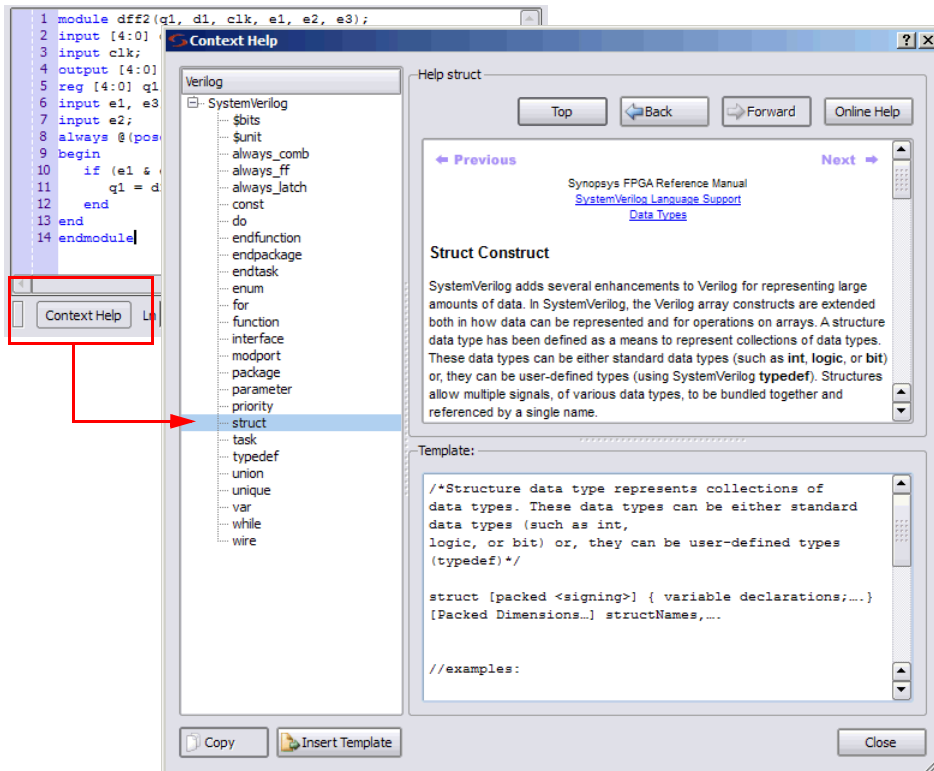 1 module dff2(q1, d1, clk, e1, e2, e3);
2 input [4:0]
3 input clk;
4 output [4:0]
5 reg [4:0] q1
6 input e1, e3
7 input e2;
8 always @(pos
9 begin
10 if (e1 &
11 q1 = d
12 end
13 end
14 endmodule
Context Help
Context Help
Verilog
SystemVerilog
$bits
$unit
always_comb
always_ff
always_latch
const
do
endfunction
endpackage
endtask
enum
for
function
interface
modport
package
parameter
priority
struct
task
typedef
union
unique
var
while
wire
Copy
Insert Template
Help struct
Top
Back
Forward
Online Help
Previous
Next
Synopsys FPGA Reference Manual
SystemVerilog Language Support
Data Types
Struct Construct
SystemVerilog adds several enhancements to Verilog for representing large
amounts of data. In SystemVerilog, the Verilog array constructs are extended
both in how data can be represented and for operations on arrays. A structure
data type has been defined as a means to represent collections of data types.
These data types can be either standard data types (such as int, logic, or bit)
or, they can be user-defined types (using SystemVerilog typedef). Structures
allow multiple signals, of various data types, to be bundled together and
referenced by a single name.
Template:
/*Structure data type represents collections of
data types. These data types can be either standard
data types (such as int,
logic, or bit) or, they can be user-defined types
(typedef)*/
struct [packed <signing>] { variable declarations;….}
[Packed Dimensions…] structNames,….
//examples:
Close